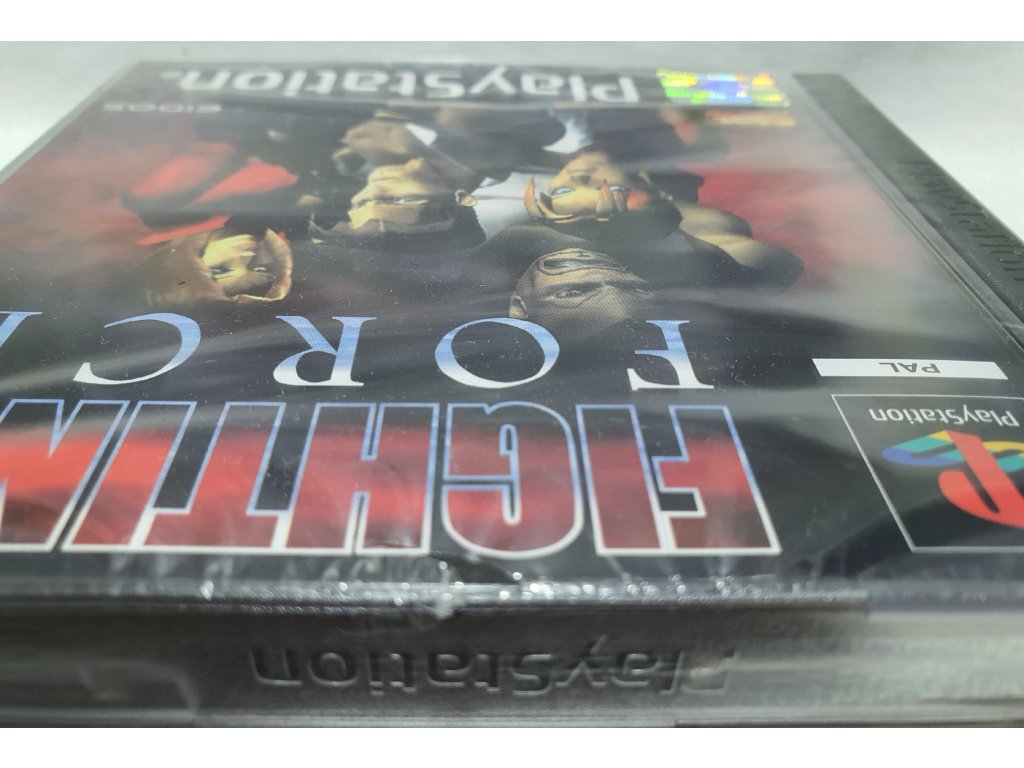 PlayStation
PlayStation
FIGHTIN
PAL
FORC
EIDOS
PlayStation